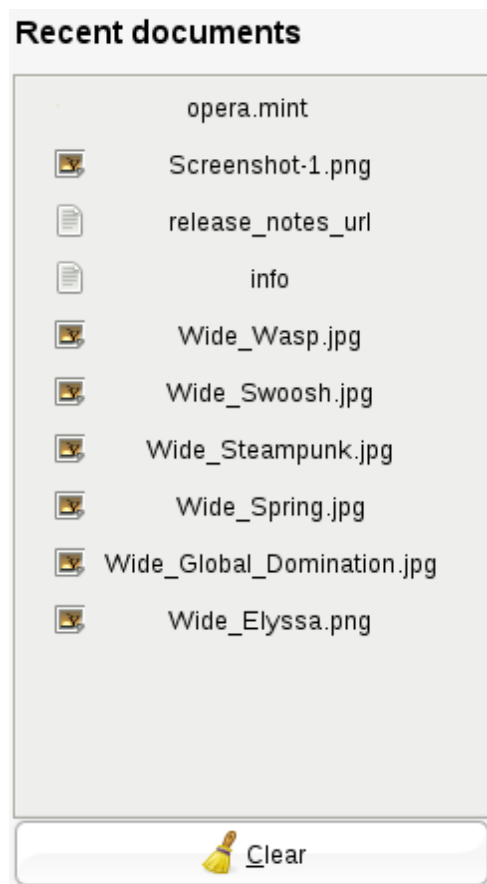 Recent documents
opera.mint
Screenshot-1.png
release_notes_url
info
Wide_Wasp.jpg
Wide_Swoosh.jpg
Wide_Steampunk.jpg
Wide_Spring.jpg
Wide_Global_Domination.jpg
Wide_Elyssa.png
Clear